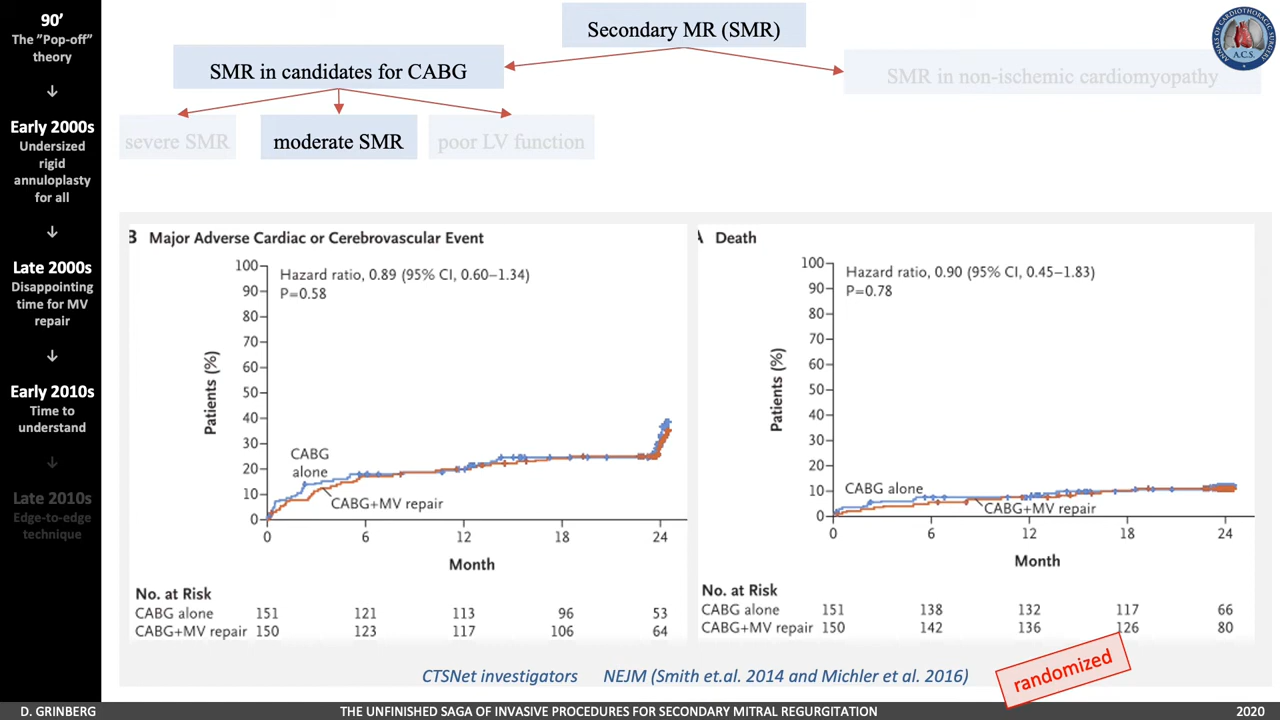 90’
The ”Pop-off”
theory
↓
Early 2000s
Undersized
rigid
annuloplasty
for all
↓
Late 2000s
Disappointing
time for MV
repair
↓
Early 2010s
Time to
understand
↓
Late 2010s
Edge-to-edge
technique
Secondary MR (SMR)
SMR in candidates for CABG
SMR in non-ischemic cardiomyopathy
severe SMR
moderate SMR
poor LV function
ANNALS OF CARDIOTHORACIC SURGERY
A.C.S.
B Major Adverse Cardiac or Cerebrovascular Event
Hazard ratio, 0.89 (95% CI, 0.60–1.34)
P=0.58
100
90
80
70
60
50
40
30
20
10
0
Patients (%)
CABG
alone
CABG+MV repair
0 6 12 18 24
Month
No. at Risk
CABG alone 151 121 113 96 53
CABG+MV repair 150 123 117 106 64
A Death
Hazard ratio, 0.90 (95% CI, 0.45–1.83)
P=0.78
100
90
80
70
60
50
40
30
20
10
0
Patients (%)
CABG alone
CABG+MV repair
0 6 12 18 24
Month
No. at Risk
CABG alone 151 138 132 117 66
CABG+MV repair 150 142 136 126 80
CTSNet investigators NEJM (Smith et.al. 2014 and Michler et al. 2016)
randomized
D. GRINBERG THE UNFINISHED SAGA OF INVASIVE PROCEDURES FOR SECONDARY MITRAL REGURGITATION 2020